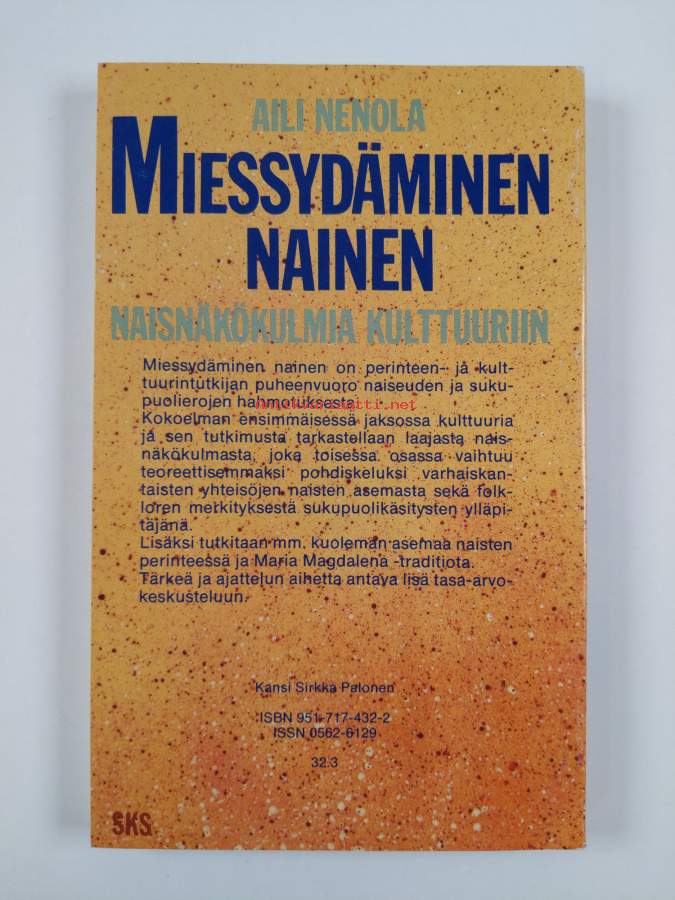 AILI NENOLA
MIESSYDÄMINEN
NAINEN
NAISNÄKÖKULMIA KULTTUURIIN
Miessydäminen nainen on perinteen- ja kult-
tuurintutkijan puheenvuoro naiseuden ja suku-
puolierojen hahmotuksesta.
antikvariaatti.net
Kokoelman ensimmäisessä jaksossa kulttuuria
ja sen tutkimusta tarkastellaan laajasta nais-
näkökulmasta, joka toisessa osassa vaihtuu
teoreettisemmaksi pohdiskeluksi varhaiskan-
taisten yhteisöjen naisten asemasta sekä folk-
loren merkityksestä sukupuolikäsitysten ylläpi-
täjänä.
Lisäksi tutkitaan mm. kuoleman asemaa naisten
perinteessä ja Maria Magdalena -traditiota.
Tärkeä ja ajattelun aihetta antava lisä tasa-arvo-
keskusteluun.
Kansi Sirkka Palonen
ISBN 951-717-432-2
ISSN 0562-6129
32.3
SKS